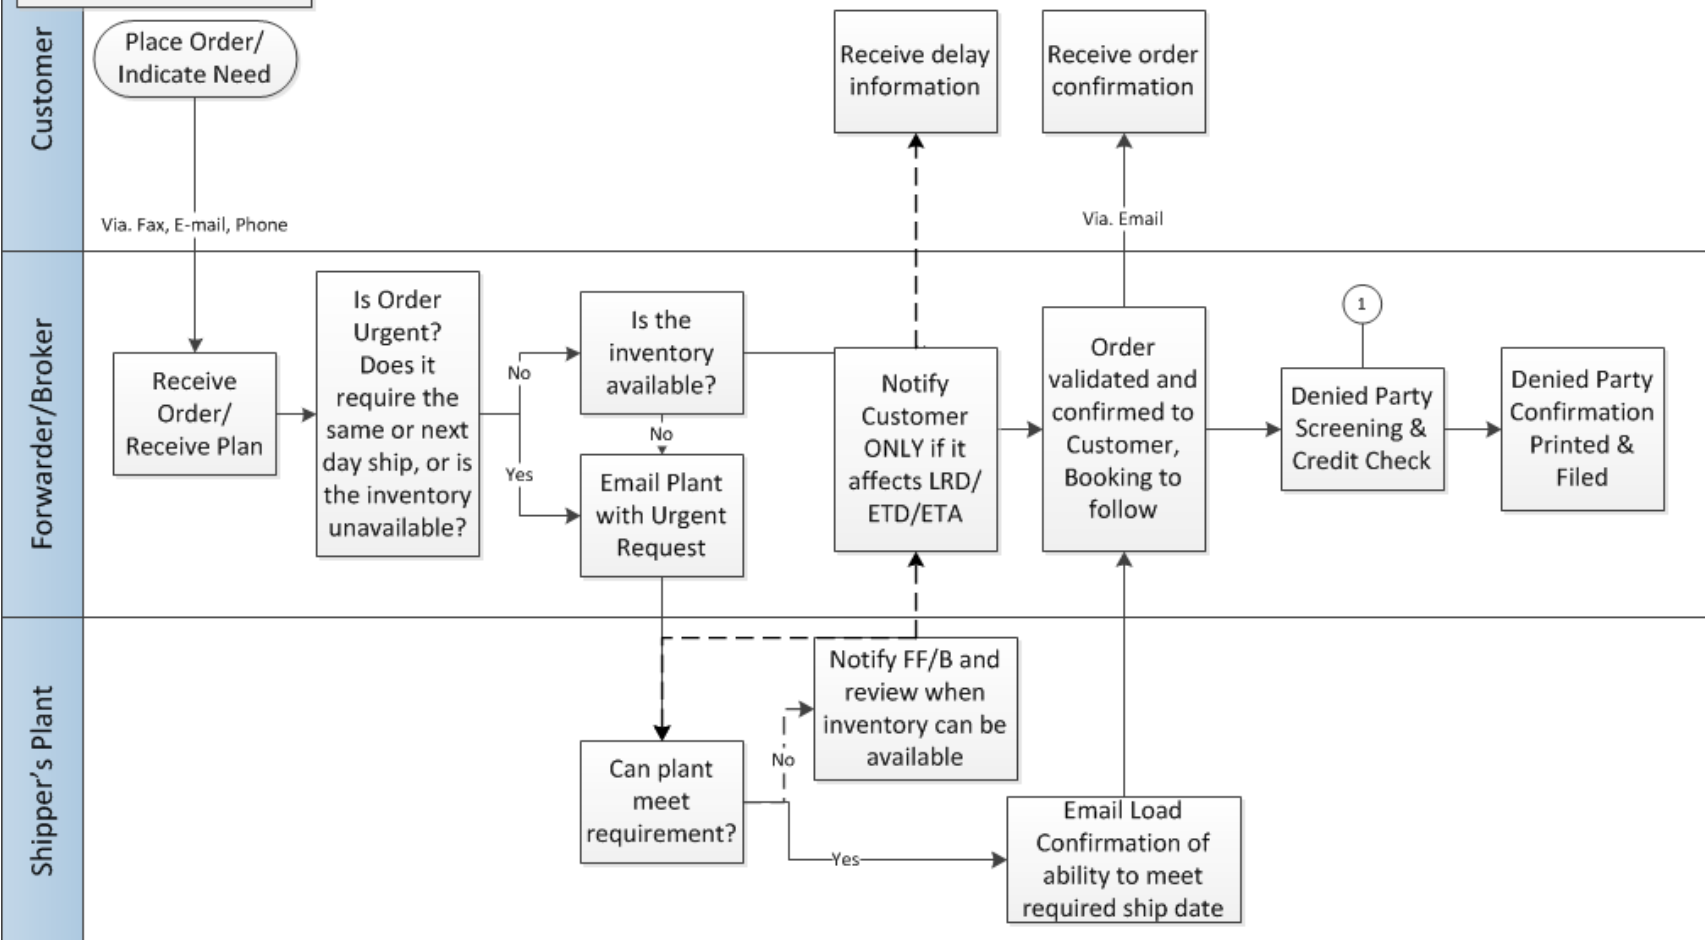 Customer
Place Order/
Indicate Need
Receive delay
information
Receive order
confirmation
Via. Fax, E-mail, Phone
Via. Email
Forwarder/Broker
Receive
Order/
Receive Plan
Is Order
Urgent?
Does it
require the
same or next
day ship, or is
the inventory
unavailable?
No
Yes
Is the
inventory
available?
No
Email Plant
with Urgent
Request
Notify
Customer
ONLY if it
affects LRD/
ETD/ETA
Order
validated and
confirmed to
Customer,
Booking to
follow
1
Denied Party
Screening &
Credit Check
Denied Party
Confirmation
Printed &
Filed
Shipper's Plant
Can plant
meet
requirement?
No
Yes
Notify FF/B and
review when
inventory can be
available
Email Load
Confirmation of
ability to meet
required ship date